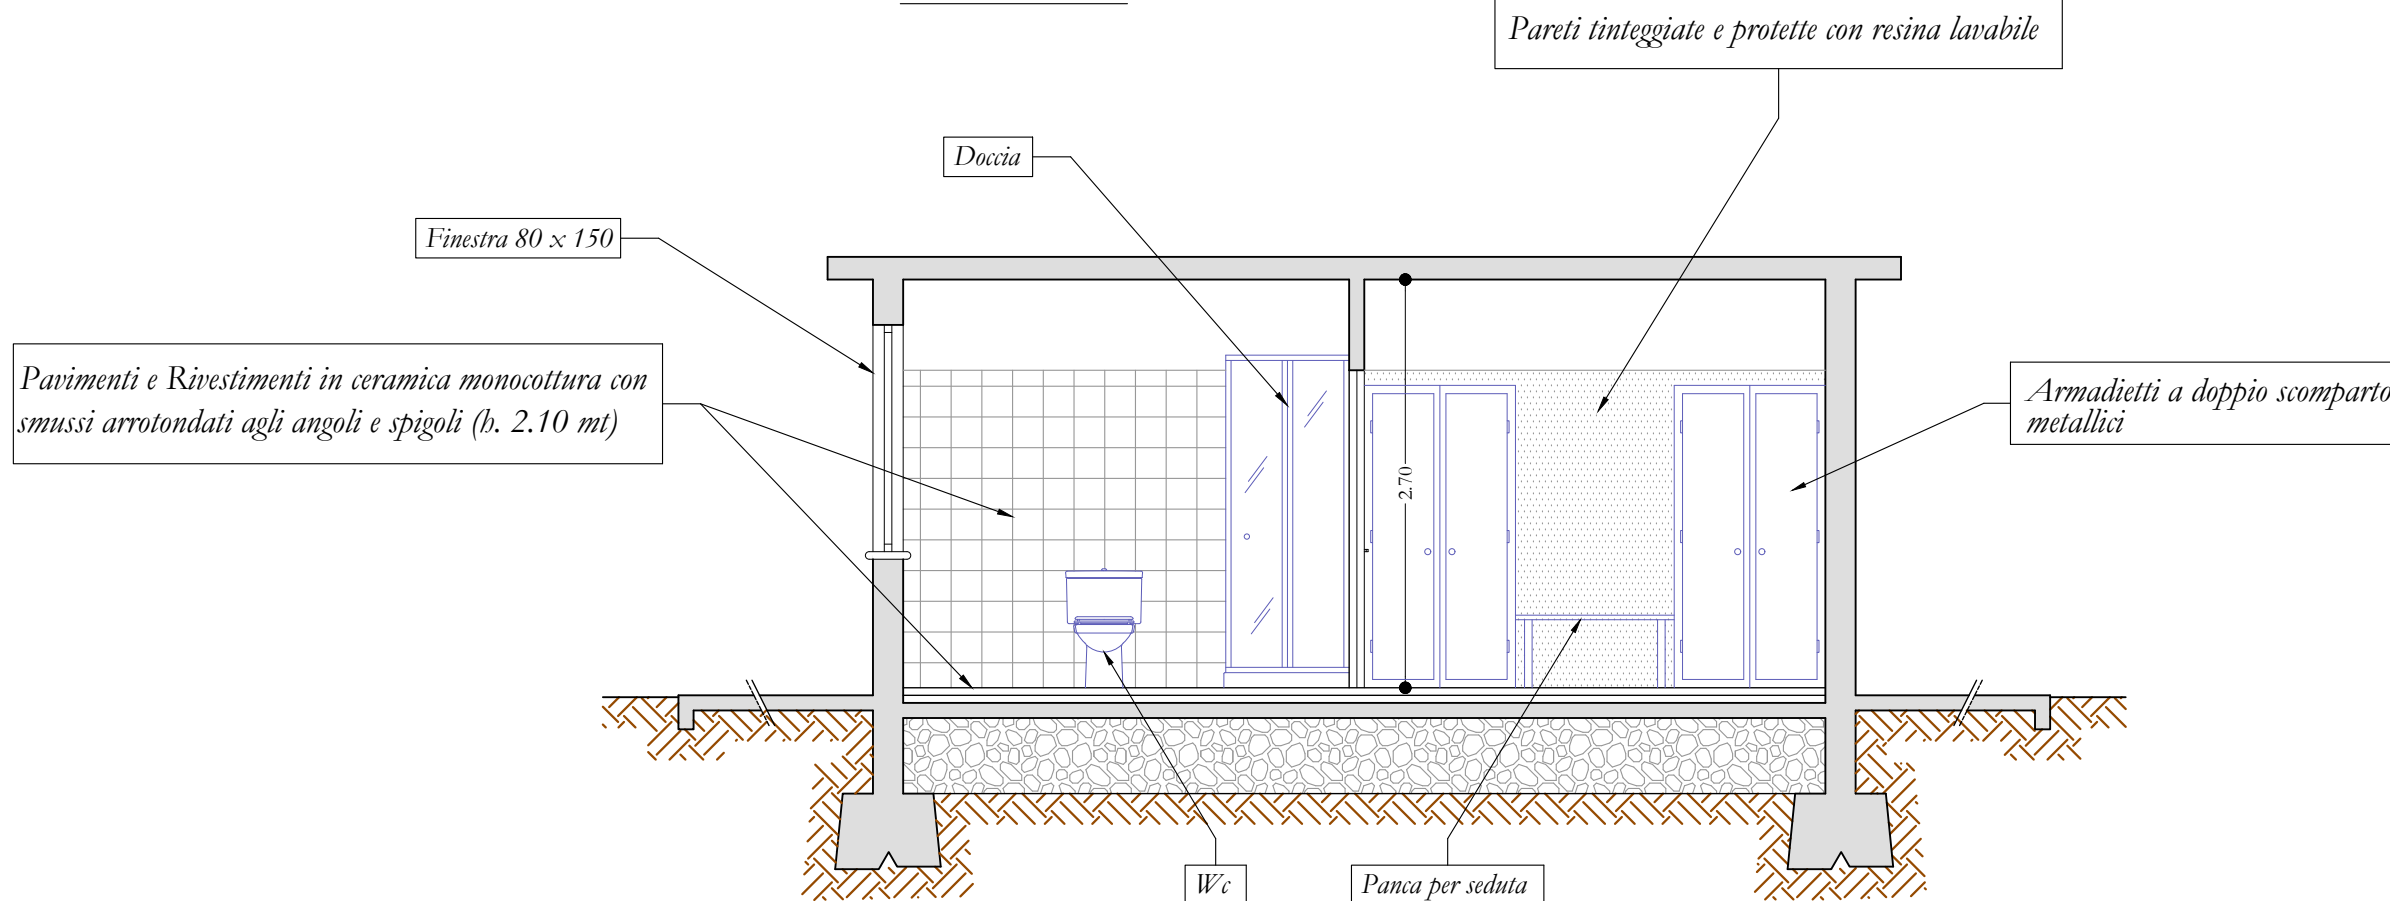 Pareti tinteggiate e protette con resina lavabile
Doccia
Finestra 80 x 150
Pavimenti e Rivestimenti in ceramica monocottura con
smussi arrotondati agli angoli e spigoli (h. 2.10 mt)
Armadietti a doppio scomparto
metallici
2.70
Wc
Panca per seduta